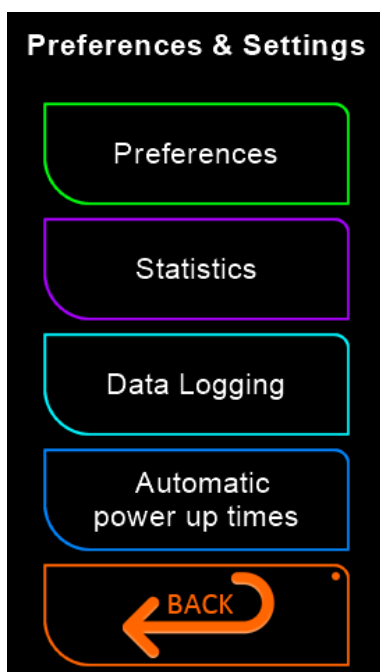 Preferences & Settings
Preferences
Statistics
Data Logging
Automatic
power up times
BACK